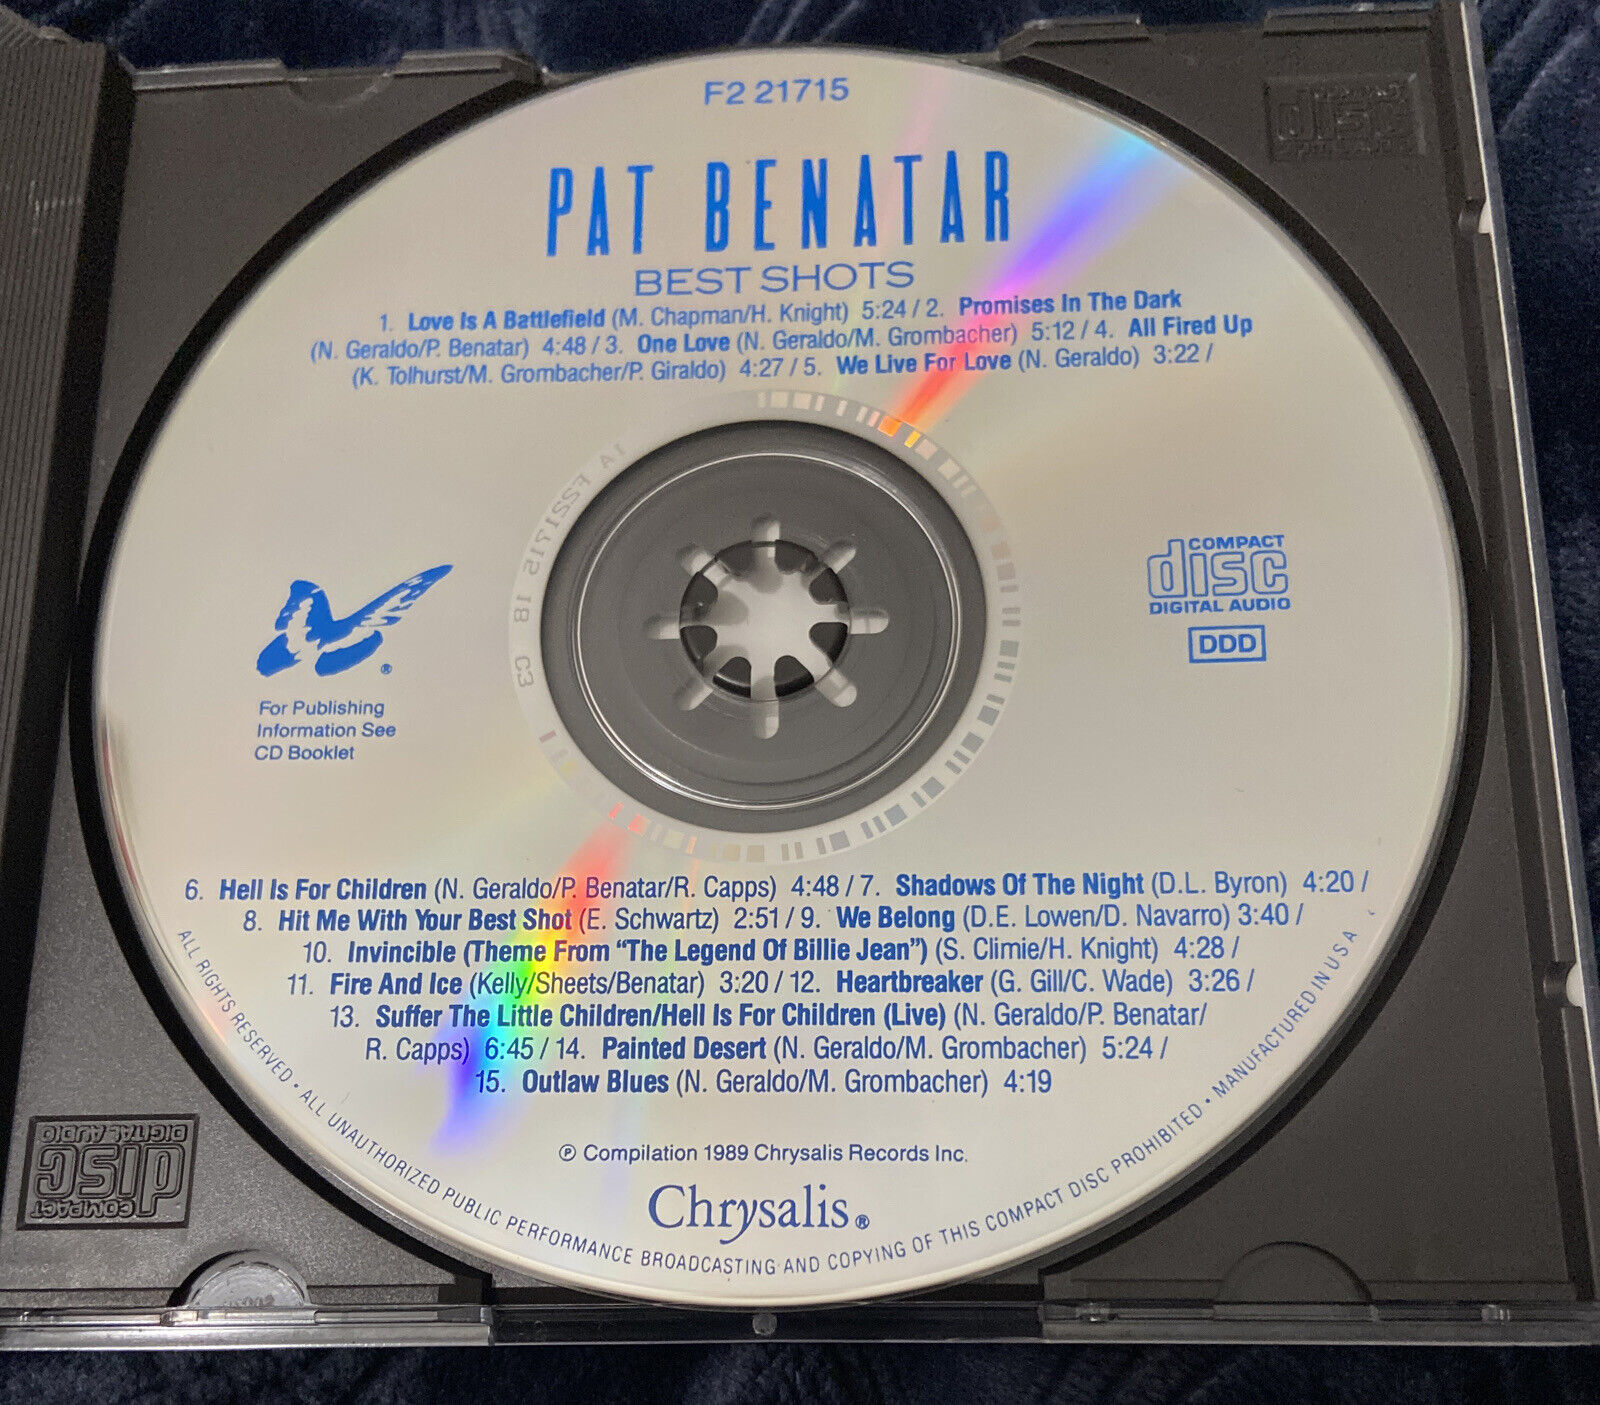 F2 21715
PAT BENATAR
BEST SHOTS
1. Love Is A Battlefield (M. Chapman/H. Knight) 5:24 / 2. Promises In The Dark
(N. Geraldo/P. Benatar) 4:48 / 3. One Love (N. Geraldo/M. Grombacher) 5:12 / 4. All Fired Up
(K. Tolhurst/M. Grombacher/P. Giraldo) 4:27 / 5. We Live For Love (N. Geraldo) 3:22 /
1A F221715 18 C3
COMPACT
disc
DIGITAL AUDIO
DDD
®
For Publishing
Information See
CD Booklet
6. Hell Is For Children (N. Geraldo/P. Benatar/R. Capps) 4:48 / 7. Shadows Of The Night (D.L. Byron) 4:20 /
8. Hit Me With Your Best Shot (E. Schwartz) 2:51 / 9. We Belong (D.E. Lowen/D. Navarro) 3:40 /
10. Invincible (Theme From “The Legend Of Billie Jean”) (S. Climie/H. Knight) 4:28 /
11. Fire And Ice (Kelly/Sheets/Benatar) 3:20 / 12. Heartbreaker (G. Gill/C. Wade) 3:26 /
13. Suffer The Little Children/Hell Is For Children (Live) (N. Geraldo/P. Benatar/
R. Capps) 6:45 / 14. Painted Desert (N. Geraldo/M. Grombacher) 5:24 /
15. Outlaw Blues (N. Geraldo/M. Grombacher) 4:19
℗ Compilation 1989 Chrysalis Records Inc.
Chrysalis®
ALL RIGHTS RESERVED • ALL UNAUTHORIZED PUBLIC PERFORMANCE BROADCASTING AND COPYING OF THIS COMPACT DISC PROHIBITED • MANUFACTURED IN USA
disc
DIGITAL AUDIO
COMPACT
disc
DIGITAL AUDIO